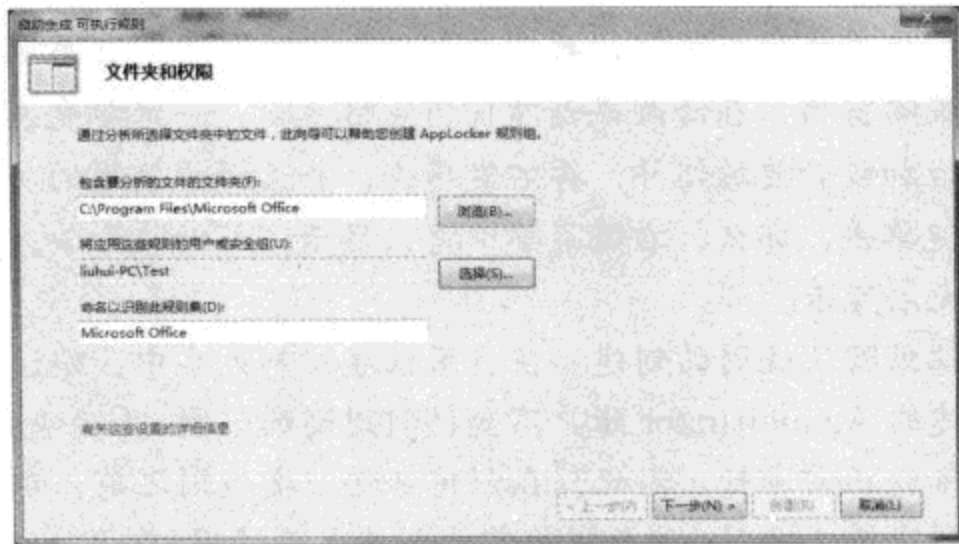 自动生成 可执行规则
文件夹和权限
通过分析所选择文件夹中的文件，此向导可以帮助您创建 AppLocker 规则组。
包含要分析的文件的文件夹(F):
C:\Program Files\Microsoft Office
浏览(B)...
将应用这些规则的用户或安全组(U):
liuhui-PC\Test
选择(S)...
命名以识别此规则集(D):
Microsoft Office
有关这些设置的详细信息
< 上一步(P) 下一步(N) > 创建(R) 取消(L)